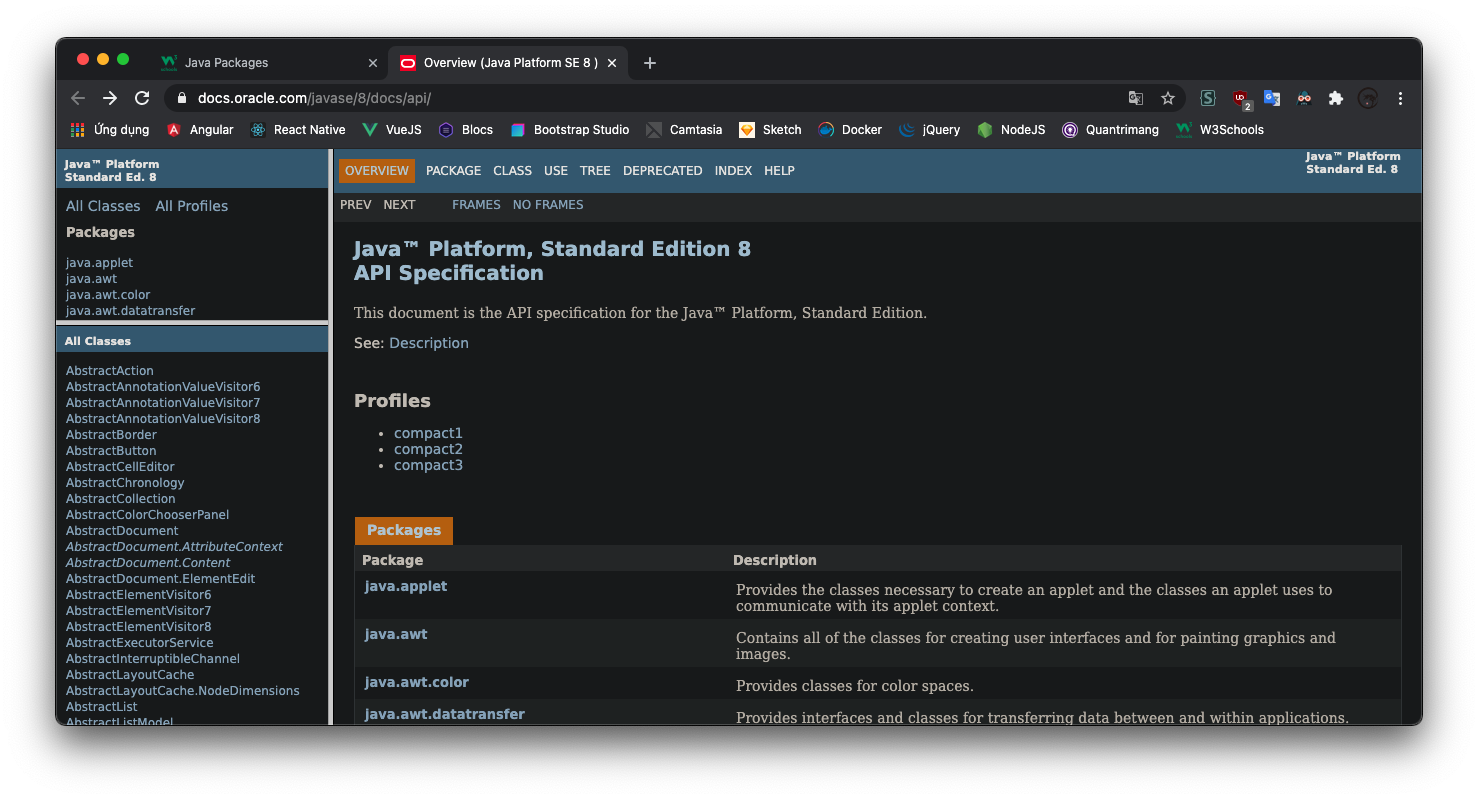 Java Packages
Overview (Java Platform SE 8 )
docs.oracle.com/javase/8/docs/api/
2
Ứng dụng Angular React Native VueJS Blocs Bootstrap Studio Camtasia Sketch Docker jQuery NodeJS Quantrimang W3Schools
Java™ Platform
Standard Ed. 8
All Classes All Profiles
Packages
java.applet
java.awt
java.awt.color
java.awt.datatransfer
All Classes
AbstractAction
AbstractAnnotationValueVisitor6
AbstractAnnotationValueVisitor7
AbstractAnnotationValueVisitor8
AbstractBorder
AbstractButton
AbstractCellEditor
AbstractChronology
AbstractCollection
AbstractColorChooserPanel
AbstractDocument
AbstractDocument.AttributeContext
AbstractDocument.Content
AbstractDocument.ElementEdit
AbstractElementVisitor6
AbstractElementVisitor7
AbstractElementVisitor8
AbstractExecutorService
AbstractInterruptibleChannel
AbstractLayoutCache
AbstractLayoutCache.NodeDimensions
AbstractList
AbstractListModel
OVERVIEW PACKAGE CLASS USE TREE DEPRECATED INDEX HELP
Java™ Platform
Standard Ed. 8
PREV NEXT FRAMES NO FRAMES
Java™ Platform, Standard Edition 8
API Specification
This document is the API specification for the Java™ Platform, Standard Edition.
See: Description
Profiles
• compact1
• compact2
• compact3
Packages
Package Description
java.applet Provides the classes necessary to create an applet and the classes an applet uses to
communicate with its applet context.
java.awt Contains all of the classes for creating user interfaces and for painting graphics and
images.
java.awt.color Provides classes for color spaces.
java.awt.datatransfer Provides interfaces and classes for transferring data between and within applications.